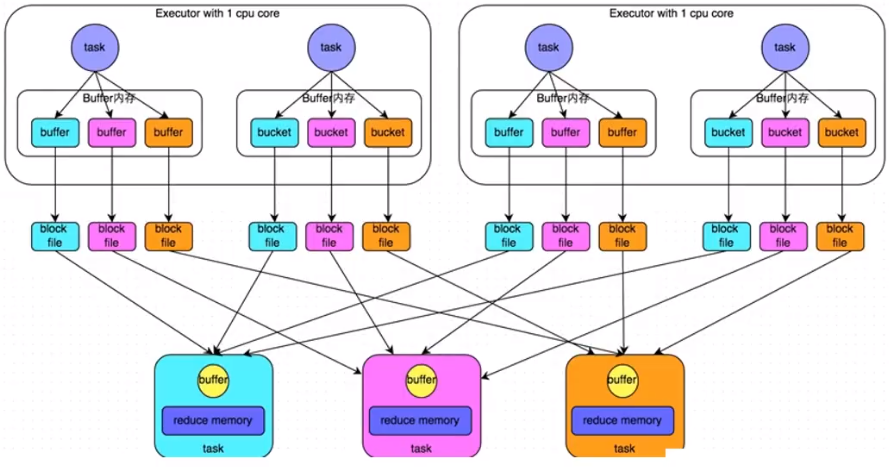 Executor with 1 cpu core
Executor with 1 cpu core
task
task
task
task
Buffer内存
Buffer内存
Buffer内存
Buffer内存
buffer
buffer
buffer
bucket
bucket
bucket
buffer
buffer
buffer
bucket
bucket
bucket
block
file
block
file
block
file
block
file
block
file
block
file
block
file
block
file
block
file
block
file
block
file
block
file
buffer
buffer
buffer
reduce memory
reduce memory
reduce memory
task
task
task